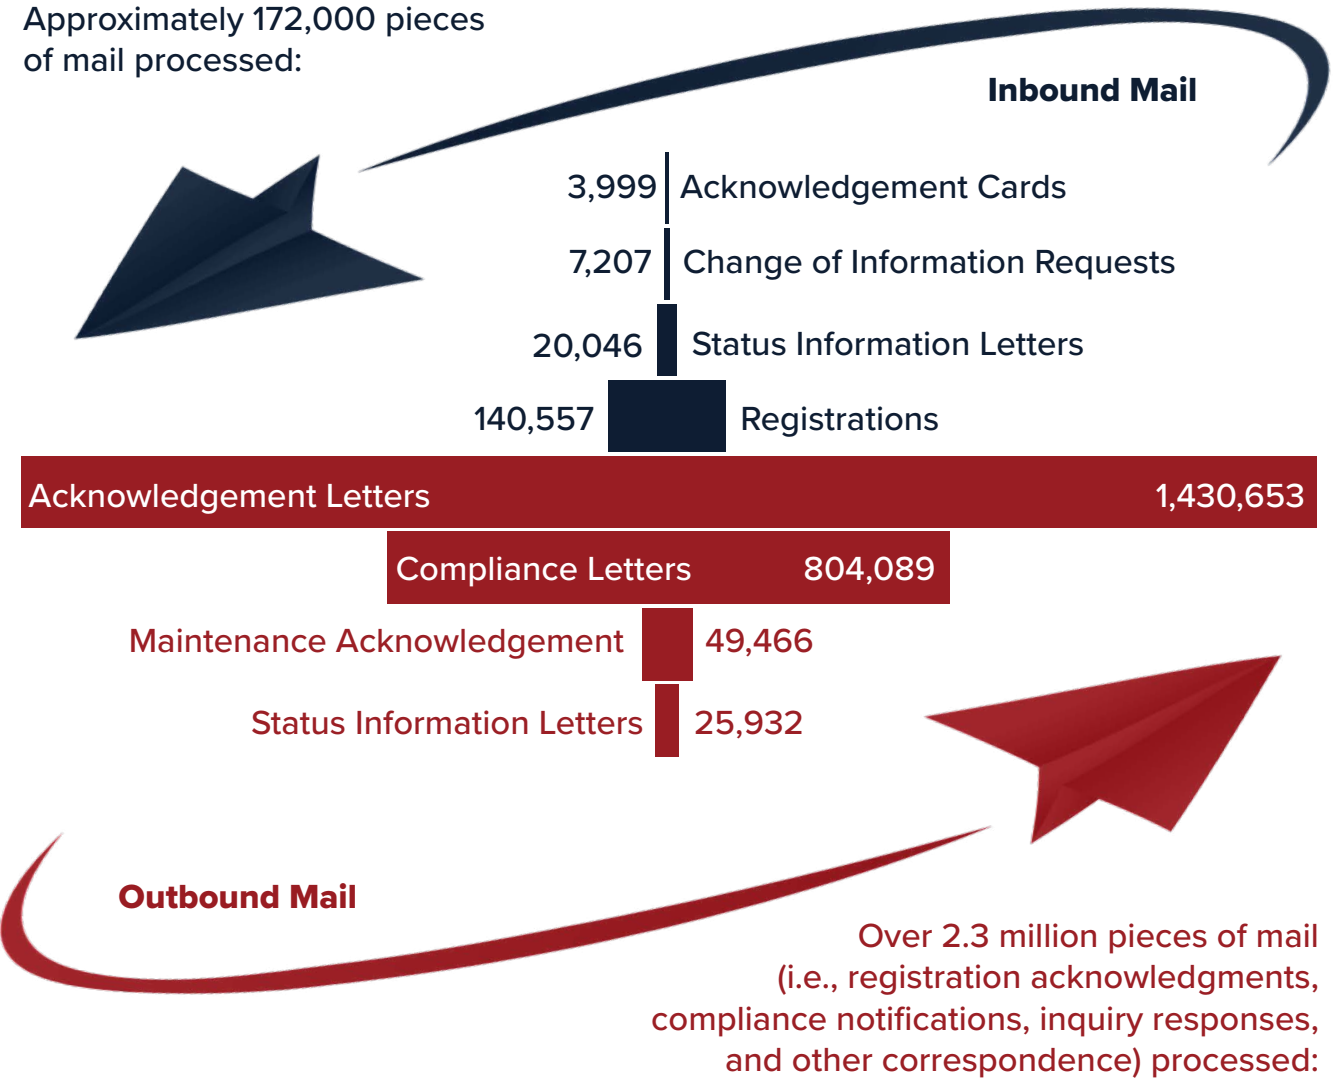 Approximately 172,000 pieces
of mail processed:
Inbound Mail
3,999 Acknowledgement Cards
7,207 Change of Information Requests
20,046 Status Information Letters
140,557 Registrations
Acknowledgement Letters 1,430,653
Compliance Letters 804,089
Maintenance Acknowledgement 49,466
Status Information Letters 25,932
Outbound Mail
Over 2.3 million pieces of mail
(i.e., registration acknowledgments,
compliance notifications, inquiry responses,
and other correspondence) processed: